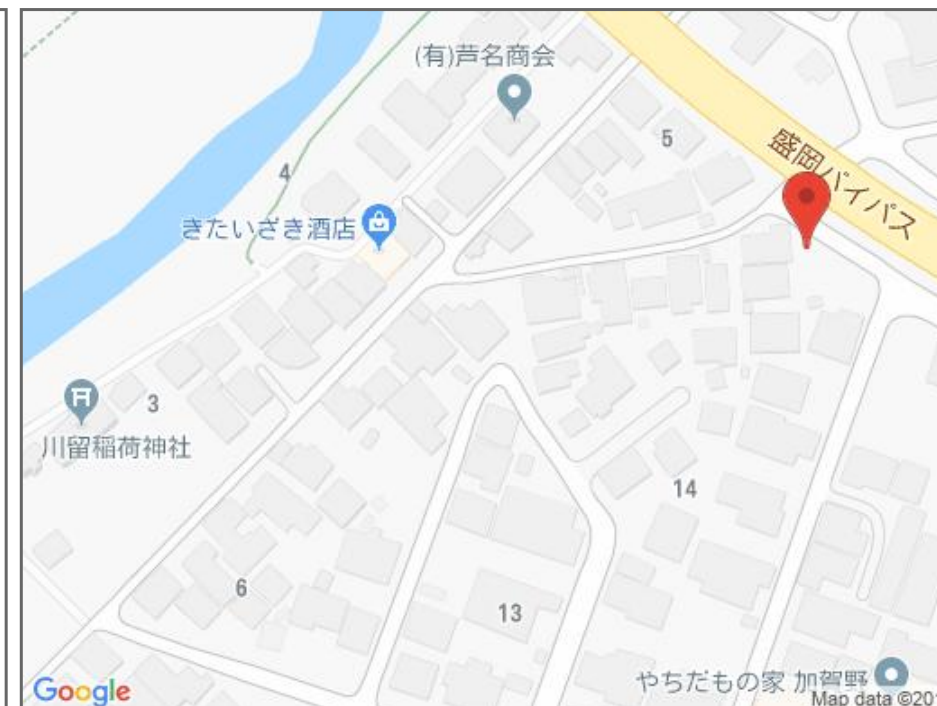 (有)芦名商会
5
盛岡バイパス
4
きたいざき酒店
3
川留稲荷神社
14
6
13
やちだもの家 加賀野
Google
Map data ©201